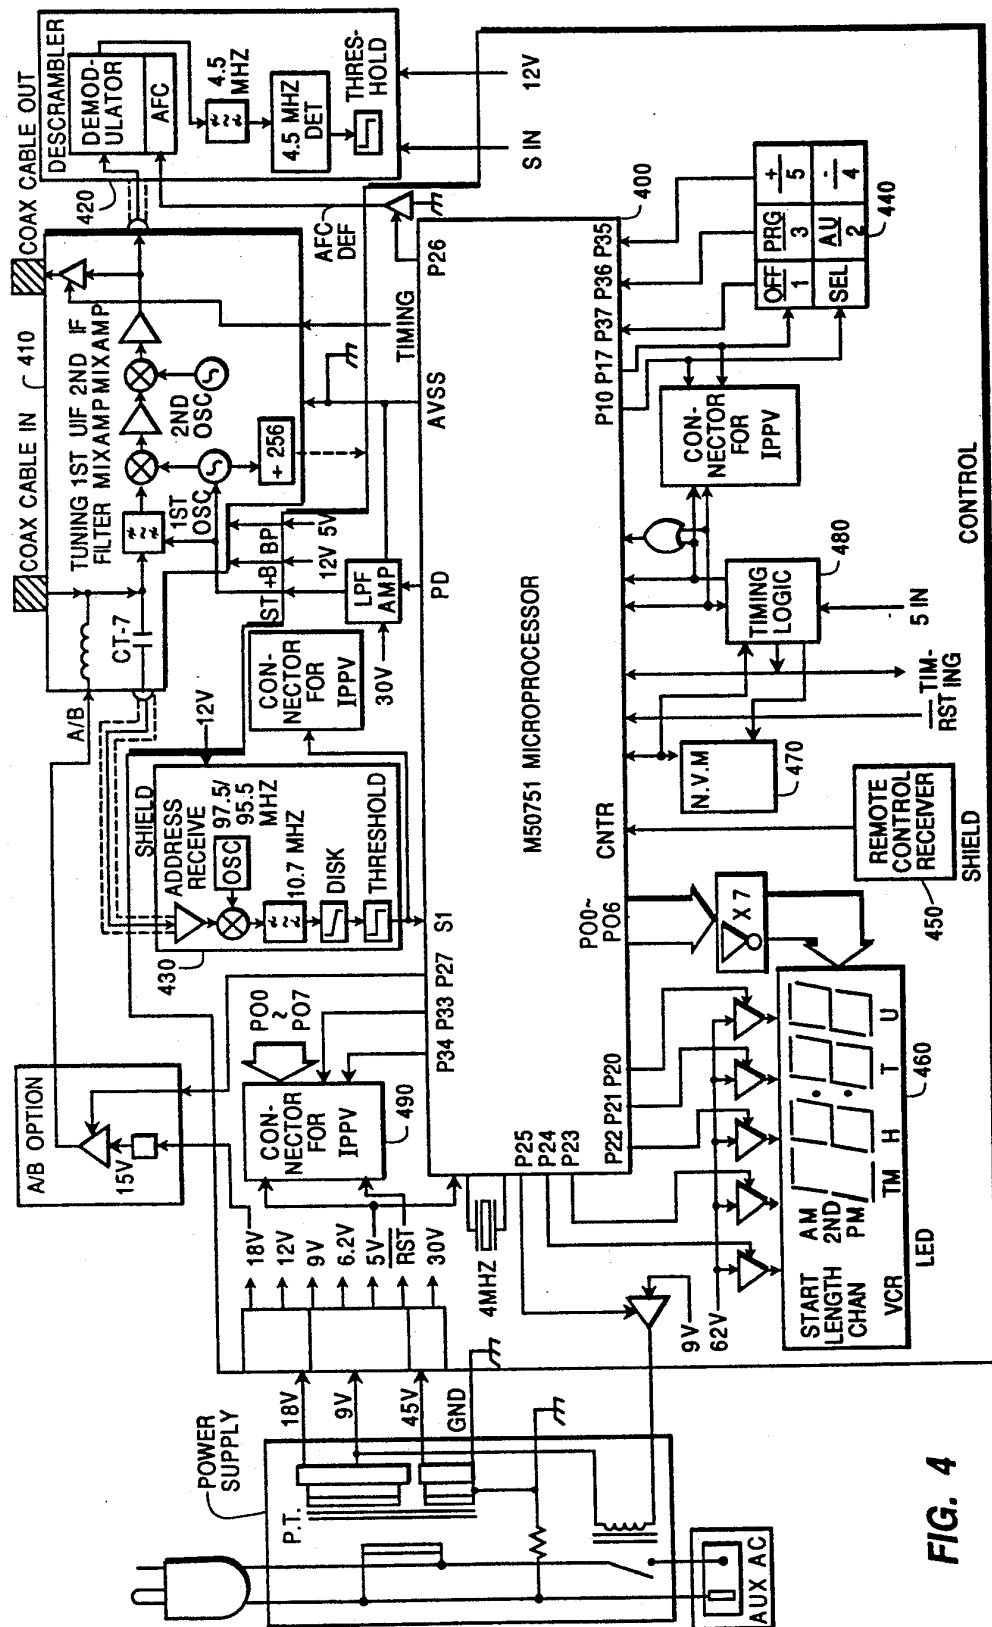 COAX CABLE IN
410
COAX CABLE OUT
TUNING 1ST UIF 2ND IF
FILTER MIX AMP MIX AMP
CT-7
1ST
OSC
2ND
OSC
÷ 256
ST +B BP
12V 5V
A/B
DESCRAMBLER
420
DEMOD-
ULATOR
AFC
4.5
MHZ
4.5 MHZ
DET
THRES-
HOLD
S IN
12V
AFC
DEF
TIMING
SHIELD
430
ADDRESS
RECEIVE
97.5/
95.5
MHZ
OSC
10.7 MHZ
DISK
THRESHOLD
12V
CON-
NECTOR
FOR
IPPV
LPF
AMP
30V
A/B OPTION
15V
PO0
~
PO7
CON-
NECTOR
FOR
IPPV
490
P34 P33 P27
S1
PD
AVSS
P26
400
M50751 MICROPROCESSOR
18V
12V
9V
6.2V
5V
RST
30V
4MHZ
POWER
SUPPLY
P.T.
18V
9V
45V
GND
AUX AC
P25
P24
P23
P22 P21 P20
PO0~
PO6
CNTR
P10 P17 P37 P36 P35
9V
62V
X 7
START
LENGTH
CHAN
VCR
AM
2ND
PM
TM
H
T
U
LED
460
REMOTE
CONTROL
RECEIVER
450
SHIELD
N.V.M
470
RST
TIM-
ING
TIMING
LOGIC
480
5 IN
CON-
NECTOR
FOR
IPPV
OFF
1
PRG
3
+
5
SEL
AU
2
-
4
440
CONTROL
FIG. 4